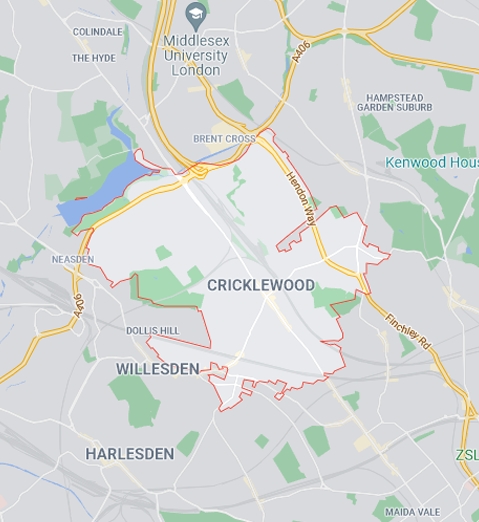 COLINDALE
THE HYDE
Middlesex
University
London
A406
HAMPSTEAD
GARDEN SUBURB
BRENT CROSS
Kenwood Hous
Hendon Way
NEASDEN
A406
CRICKLEWOOD
DOLLIS HILL
Finchley Rd
WILLESDEN
HARLESDEN
ZSL
MAIDA VALE